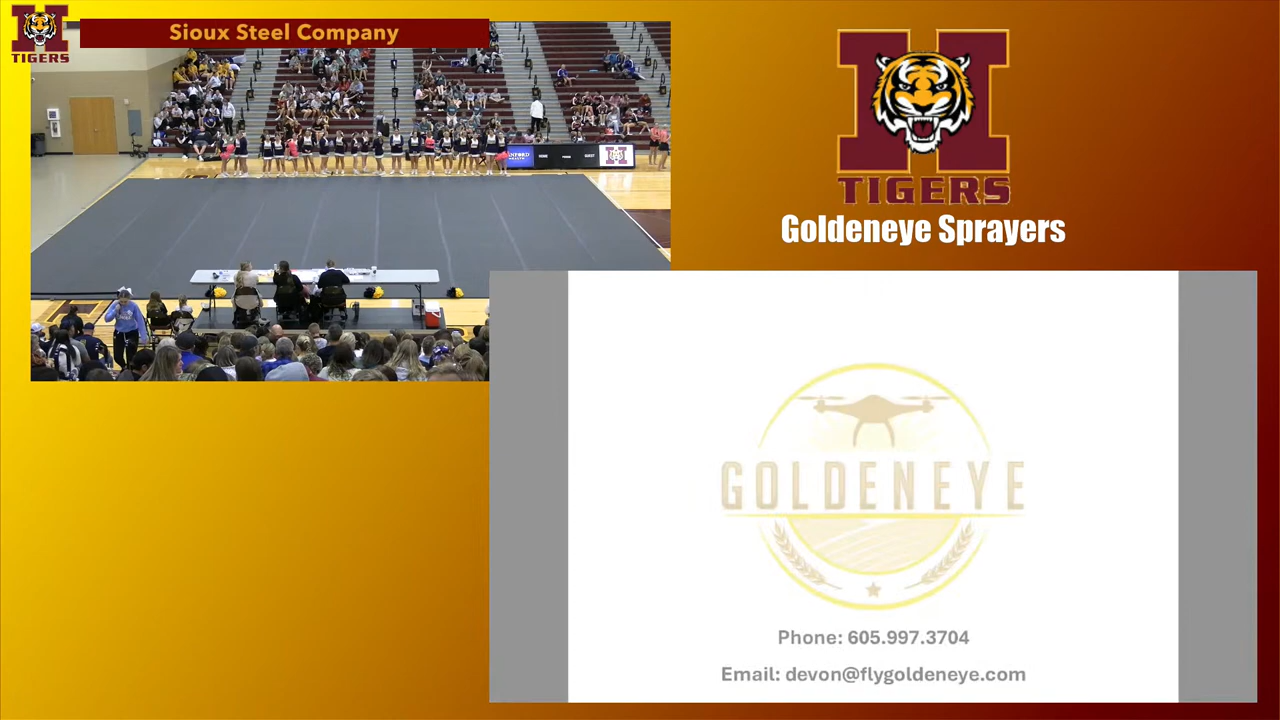 H
TIGERS
Sioux Steel Company
H
TIGERS
Goldeneye Sprayers
GOLDENEYE
Phone: 605.997.3704
Email: devon@flygoldeneye.com